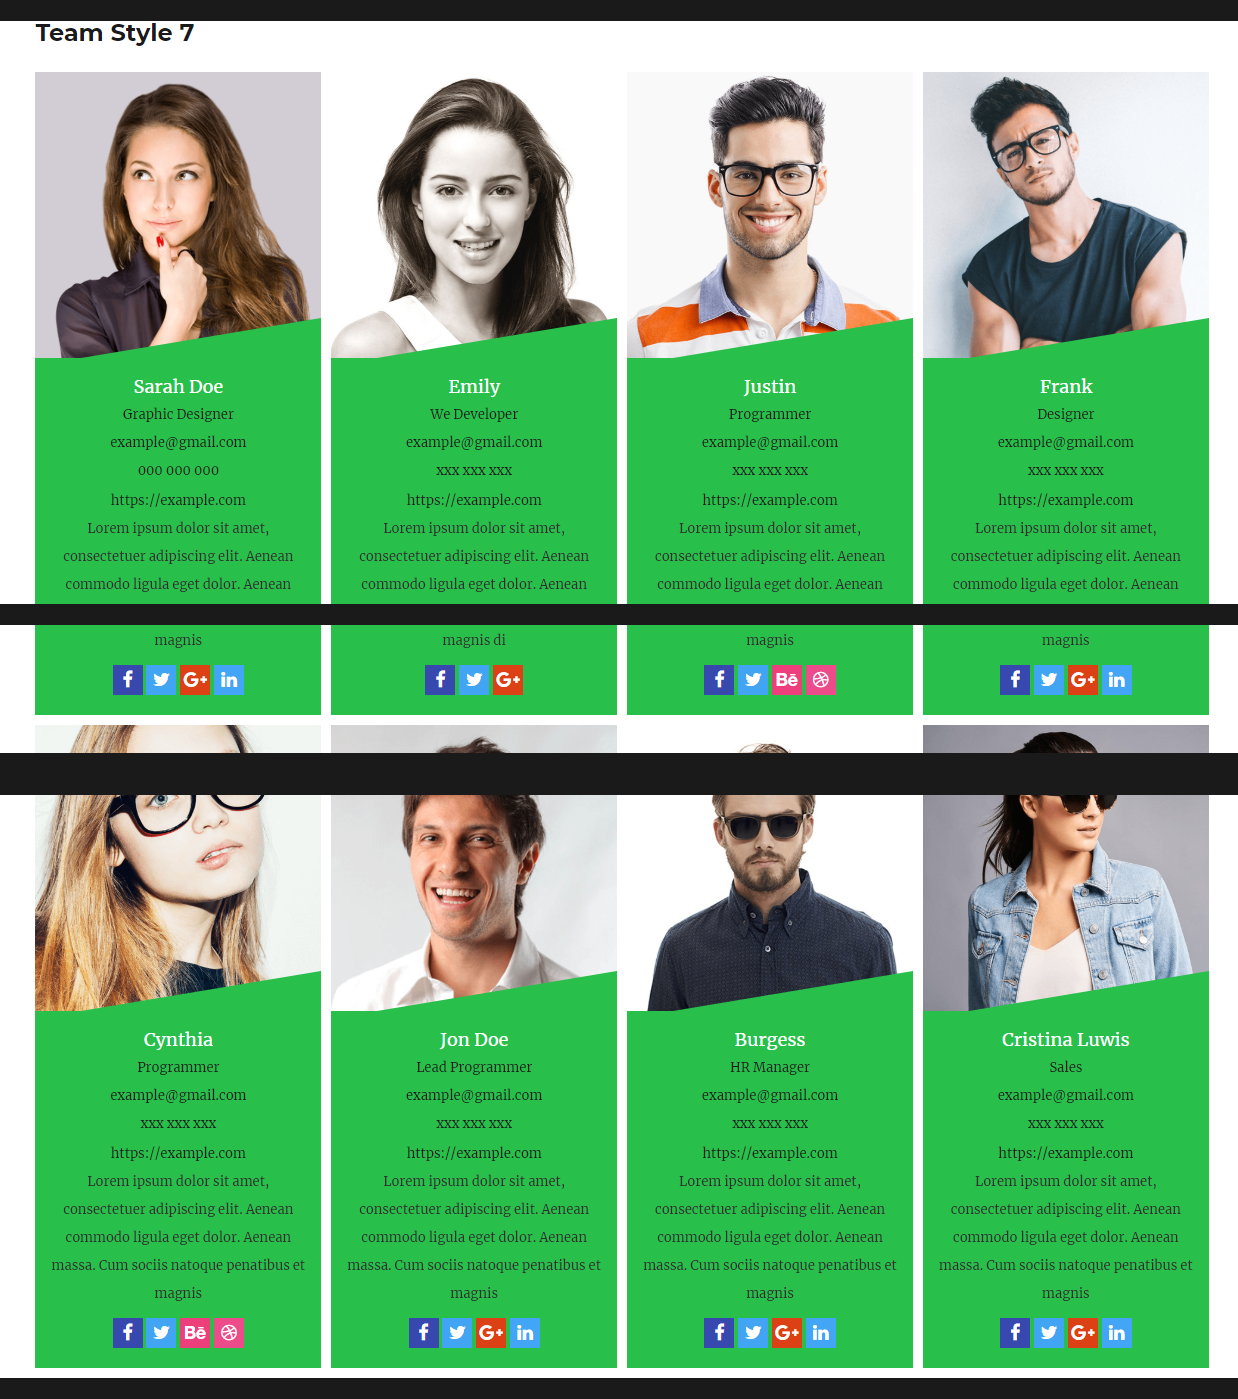 Team Style 7
Sarah Doe
Graphic Designer
example@gmail.com
000 000 000
https://example.com
Lorem ipsum dolor sit amet,
consectetuer adipiscing elit. Aenean
commodo ligula eget dolor. Aenean
magnis
f
G+
in
Emily
We Developer
example@gmail.com
xxx xxx xxx
https://example.com
Lorem ipsum dolor sit amet,
consectetuer adipiscing elit. Aenean
commodo ligula eget dolor. Aenean
magnis di
f
G+
Justin
Programmer
example@gmail.com
xxx xxx xxx
https://example.com
Lorem ipsum dolor sit amet,
consectetuer adipiscing elit. Aenean
commodo ligula eget dolor. Aenean
magnis
f
Bē
Frank
Designer
example@gmail.com
xxx xxx xxx
https://example.com
Lorem ipsum dolor sit amet,
consectetuer adipiscing elit. Aenean
commodo ligula eget dolor. Aenean
magnis
f
G+
in
Cynthia
Programmer
example@gmail.com
xxx xxx xxx
https://example.com
Lorem ipsum dolor sit amet,
consectetuer adipiscing elit. Aenean
commodo ligula eget dolor. Aenean
massa. Cum sociis natoque penatibus et
magnis
f
Bē
Jon Doe
Lead Programmer
example@gmail.com
xxx xxx xxx
https://example.com
Lorem ipsum dolor sit amet,
consectetuer adipiscing elit. Aenean
commodo ligula eget dolor. Aenean
massa. Cum sociis natoque penatibus et
magnis
f
G+
in
Burgess
HR Manager
example@gmail.com
xxx xxx xxx
https://example.com
Lorem ipsum dolor sit amet,
consectetuer adipiscing elit. Aenean
commodo ligula eget dolor. Aenean
massa. Cum sociis natoque penatibus et
magnis
f
G+
in
Cristina Luwis
Sales
example@gmail.com
xxx xxx xxx
https://example.com
Lorem ipsum dolor sit amet,
consectetuer adipiscing elit. Aenean
commodo ligula eget dolor. Aenean
massa. Cum sociis natoque penatibus et
magnis
f
G+
in